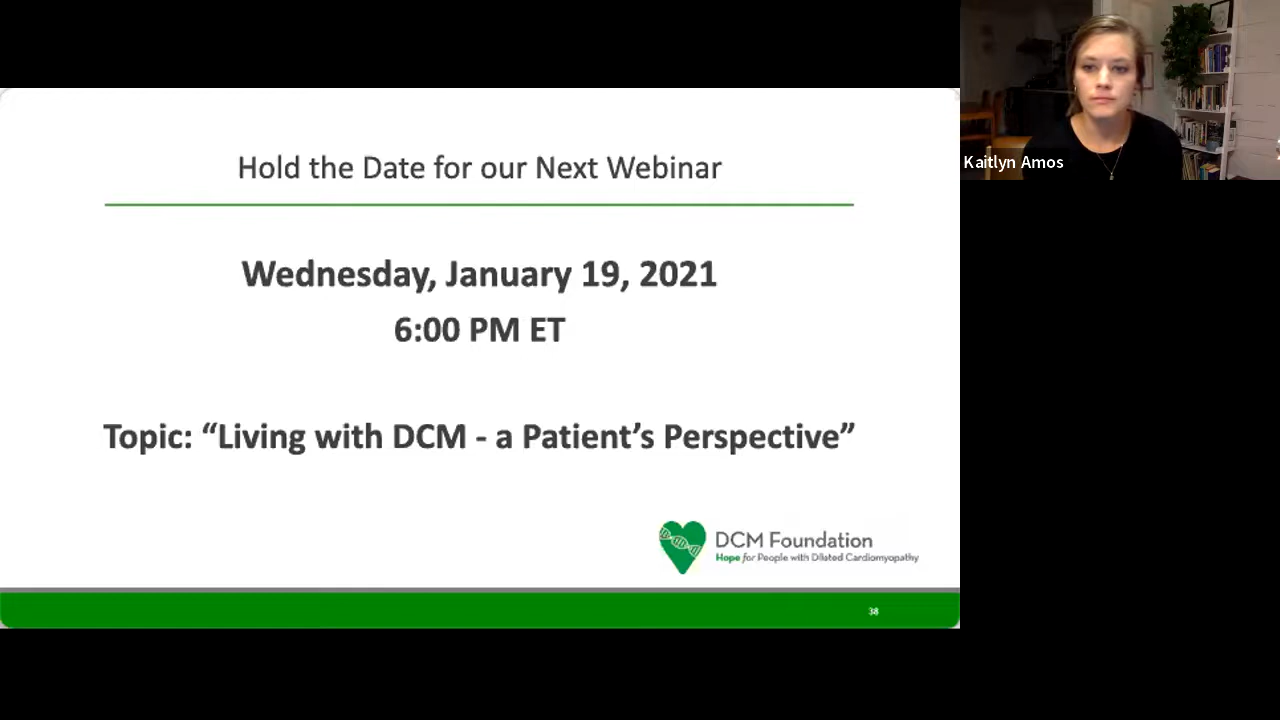 Hold the Date for our Next Webinar
Wednesday, January 19, 2021
6:00 PM ET
Topic: “Living with DCM - a Patient’s Perspective”
DCM Foundation
Hope for People with Dilated Cardiomyopathy
38
Kaitlyn Amos